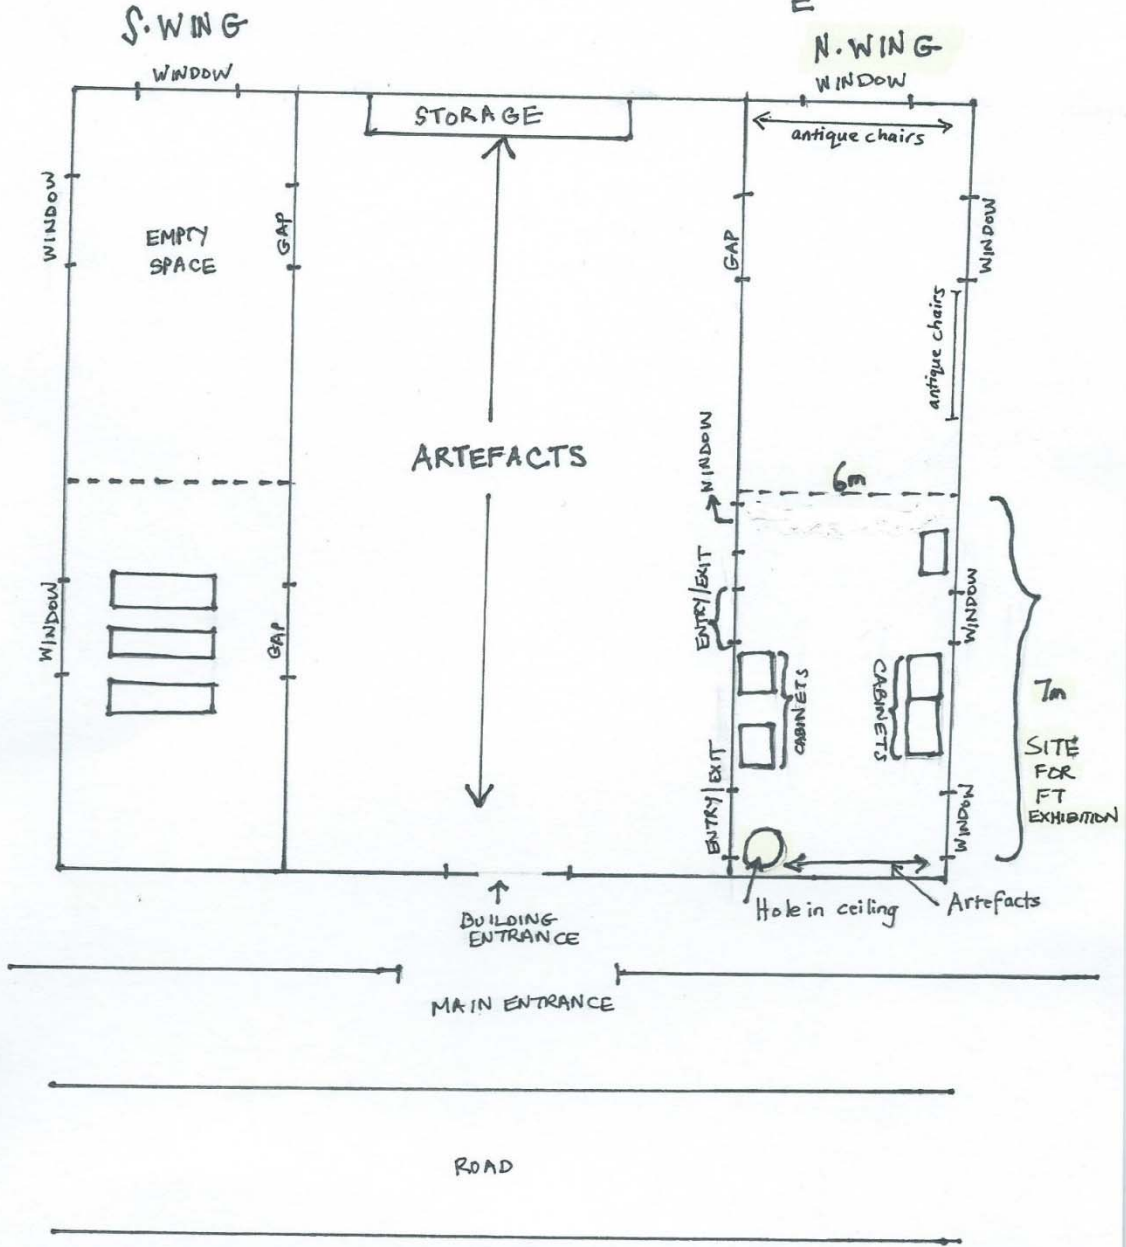 E
S.WING
N.WING
WINDOW
WINDOW
STORAGE
antique chairs
WINDOW
GAP
GAP
WINDOW
EMPTY
SPACE
antique chairs
WINDOW
ARTEFACTS
6m
ENTRY/EXIT
WINDOW
WINDOW
GAP
CABINETS
CABINETS
7m
SITE
FOR
FT
EXHIBITION
ENTRY/EXIT
WINDOW
Hole in ceiling
Artefacts
BUILDING
ENTRANCE
MAIN ENTRANCE
ROAD